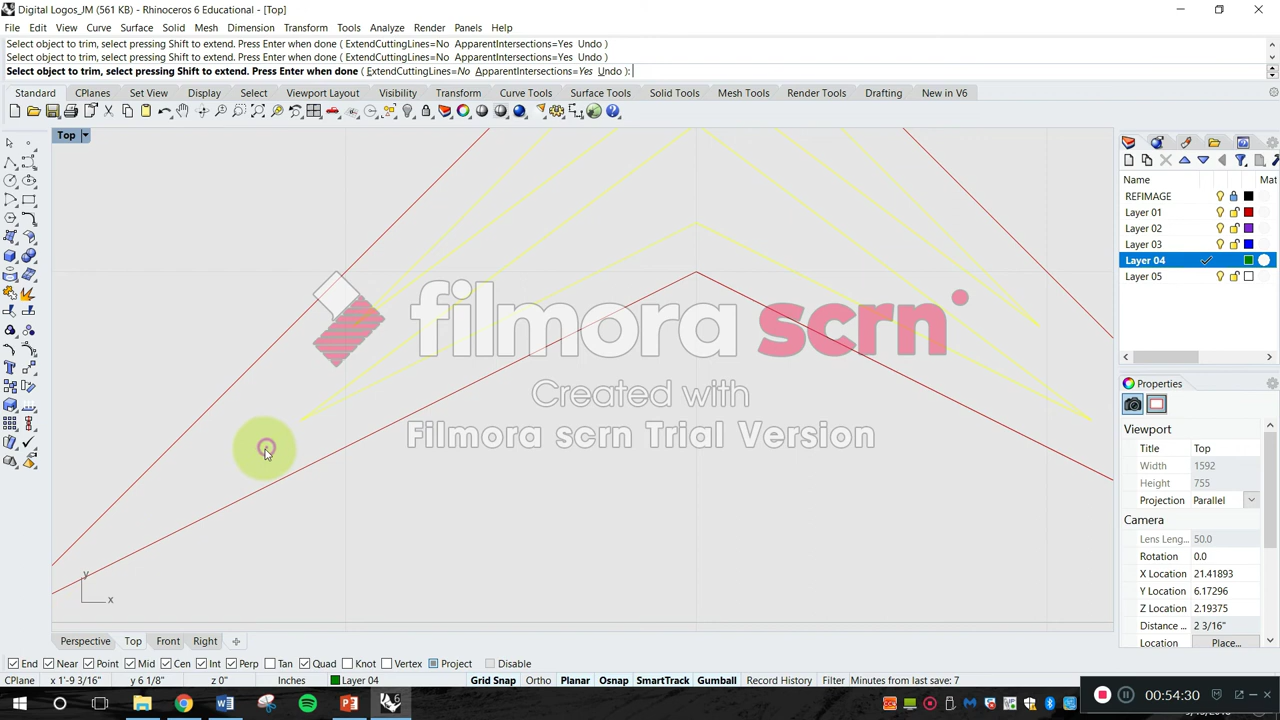 Digital Logos_JM (561 KB) - Rhinoceros 6 Educational - [Top]
File Edit View Curve Surface Solid Mesh Dimension Transform Tools Analyze Render Panels Help
Select object to trim, select pressing Shift to extend. Press Enter when done ( ExtendCuttingLines=No ApparentIntersections=Yes Undo )
Select object to trim, select pressing Shift to extend. Press Enter when done ( ExtendCuttingLines=No ApparentIntersections=Yes Undo )
Select object to trim, select pressing Shift to extend. Press Enter when done ( ExtendCuttingLines=No ApparentIntersections=Yes Undo ):
Standard CPlanes Set View Display Select Viewport Layout Visibility Transform Curve Tools Surface Tools Solid Tools Mesh Tools Render Tools Drafting New in V6
Top
Name Mat
REFIMAGE
Layer 01
Layer 02
Layer 03
Layer 04
Layer 05
filmora scrn
Created with
Filmora scrn Trial Version
Properties
Viewport
Title Top
Width 1592
Height 755
Projection Parallel
Camera
Lens Leng... 50.0
Rotation 0.0
X Location 21.41893
Y Location 6.17296
Z Location 2.19375
Distance ... 2 3/16"
Location Place...
y
x
Perspective Top Front Right
End Near Point Mid Cen Int Perp Tan Quad Knot Vertex Project Disable
CPlane x 1'-9 3/16" y 6 1/8" z 0" Inches Layer 04 Grid Snap Ortho Planar Osnap SmartTrack Gumball Record History Filter Minutes from last save: 7
00:54:30